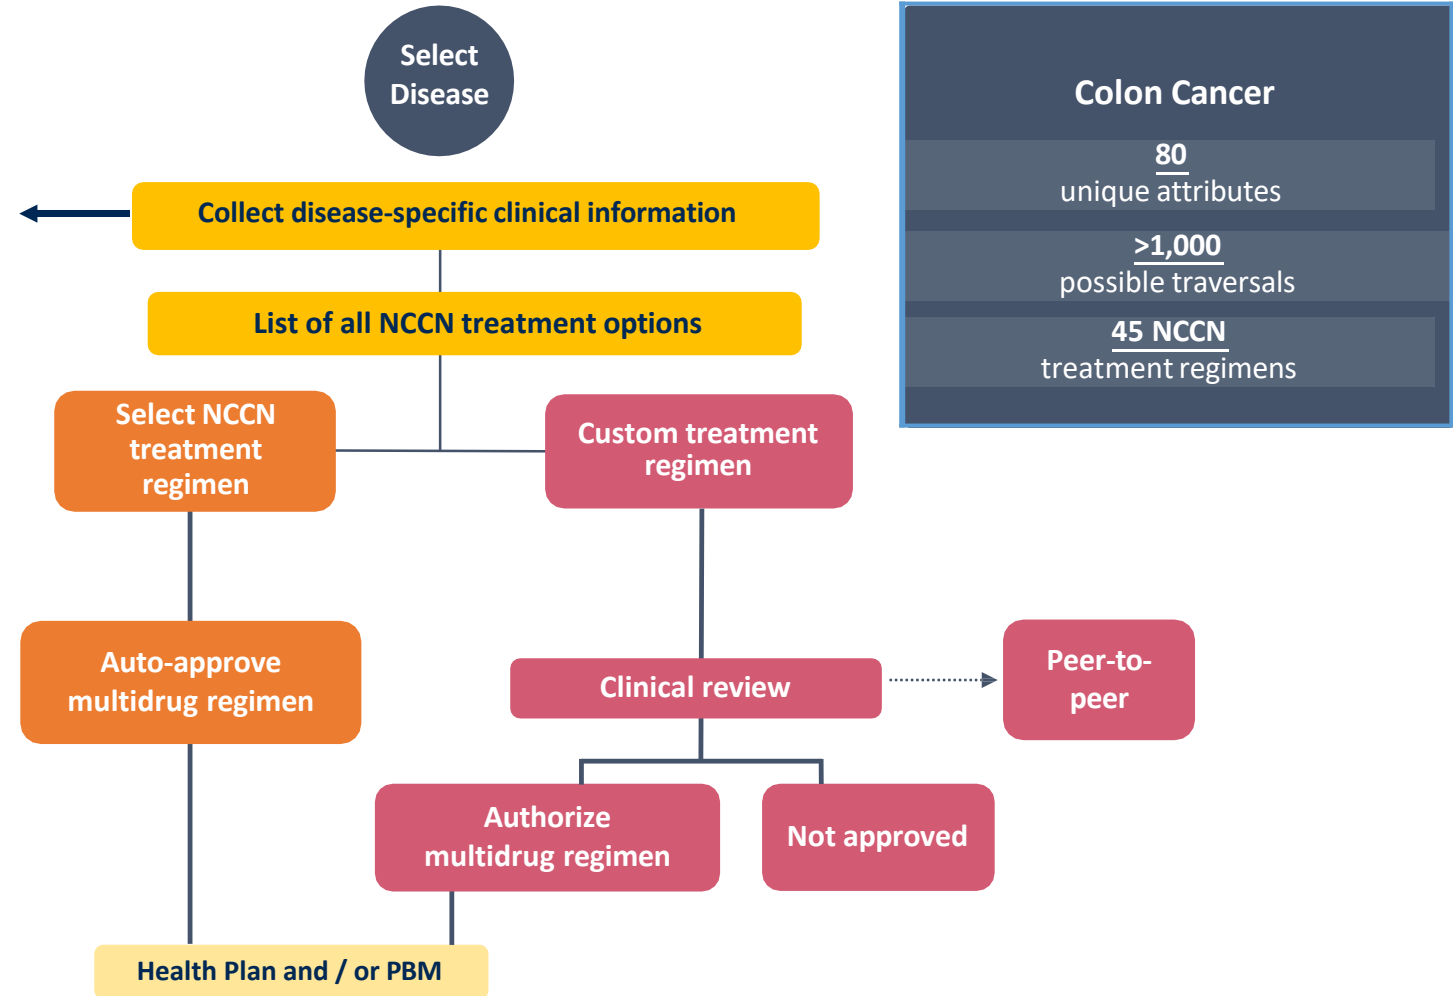 Select
Disease
Colon Cancer
80
unique attributes
>1,000
possible traversals
45 NCCN
treatment regimens
Collect disease-specific clinical information
List of all NCCN treatment options
Select NCCN
treatment
regimen
Custom treatment
regimen
Auto-approve
multidrug regimen
Clinical review
Peer-to-
peer
Authorize
multidrug regimen
Not approved
Health Plan and / or PBM